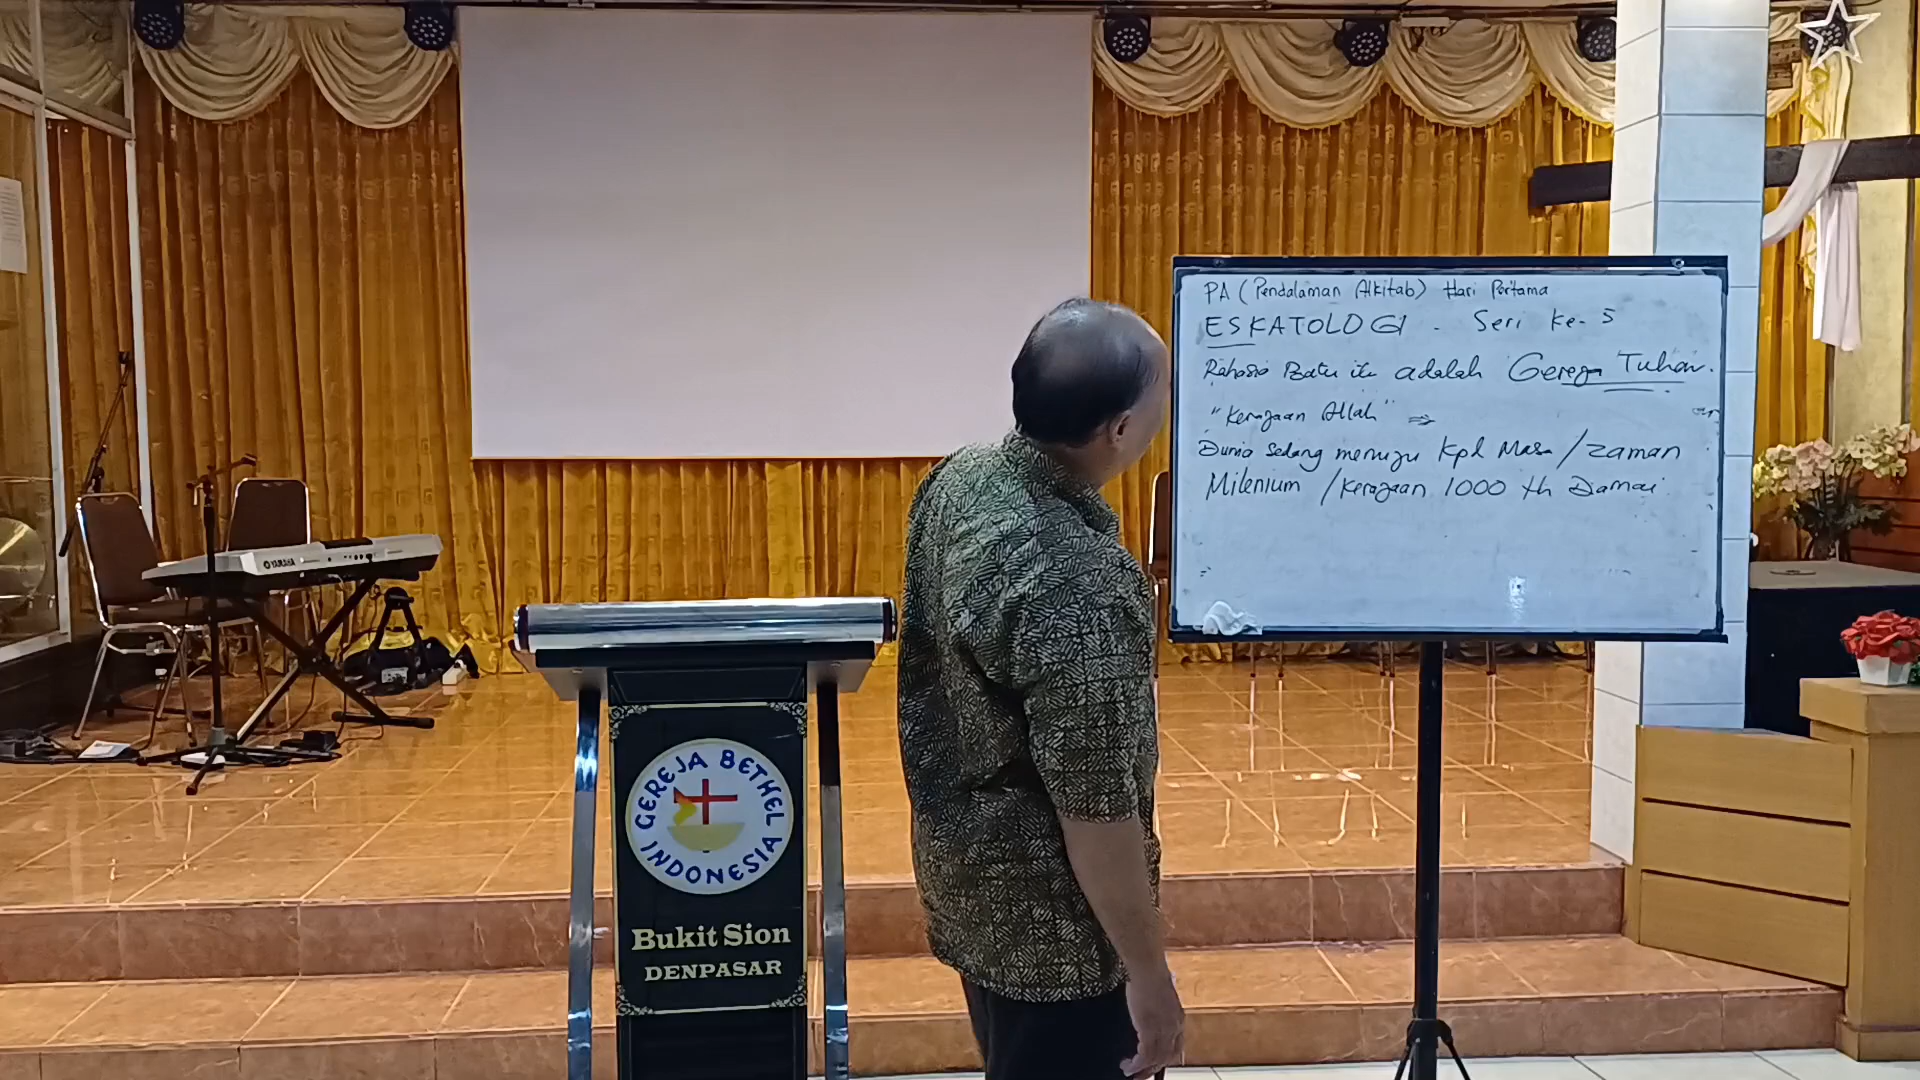 PA (Pendalaman Alkitab) Hari Pertama
ESKATOLOGI - Seri ke-5
Rahasia Batu itu adalah Gereja Tuhan.
"Kerajaan Allah" ⇒
Dunia sedang menuju kpd Masa / zaman
Milenium / kerajaan 1000 th Damai
YAMAHA
GEREJA BETHEL INDONESIA
Bukit Sion
DENPASAR